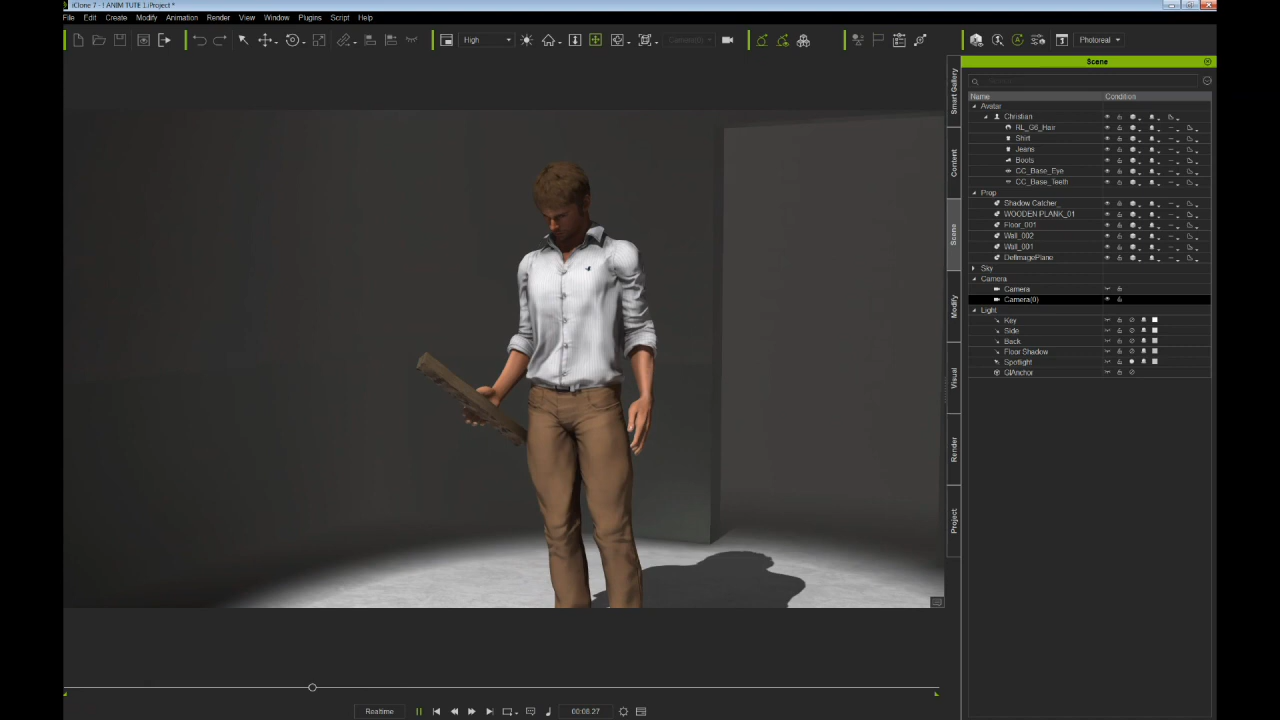 iClone 7 - ! ANIM TUTE 1.iProject *
File Edit Create Modify Animation Render View Window Plugins Script Help
High
Photoreal
Scene
Name Condition
Avatar
Christian
RL_G6_Hair
Shirt
Jeans
Boots
CC_Base_Eye
CC_Base_Teeth
Prop
Shadow Catcher_
WOODEN PLANK_01
Floor_001
Wall_002
Wall_001
DefImagePlane
Sky
Camera
Camera
Camera(0)
Light
Key
Side
Back
Floor Shadow
Spotlight
GIAnchor
Smart Gallery
Content
Scene
Modify
Visual
Render
Project
Realtime
00:08.27